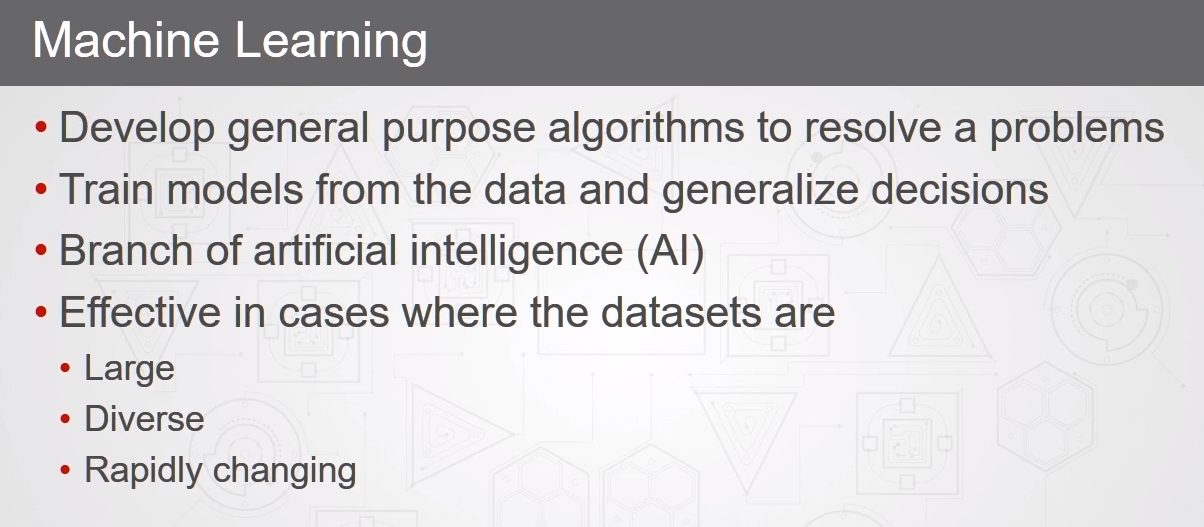 Machine Learning
• Develop general purpose algorithms to resolve a problems
• Train models from the data and generalize decisions
• Branch of artificial intelligence (AI)
• Effective in cases where the datasets are
• Large
• Diverse
• Rapidly changing